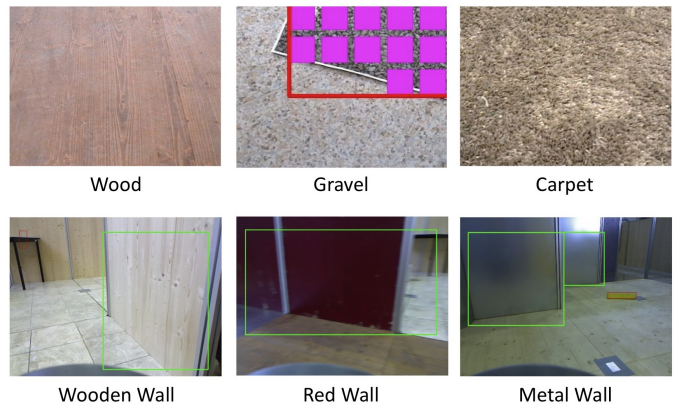 Wood
Gravel
Carpet
Wooden Wall
Red Wall
Metal Wall